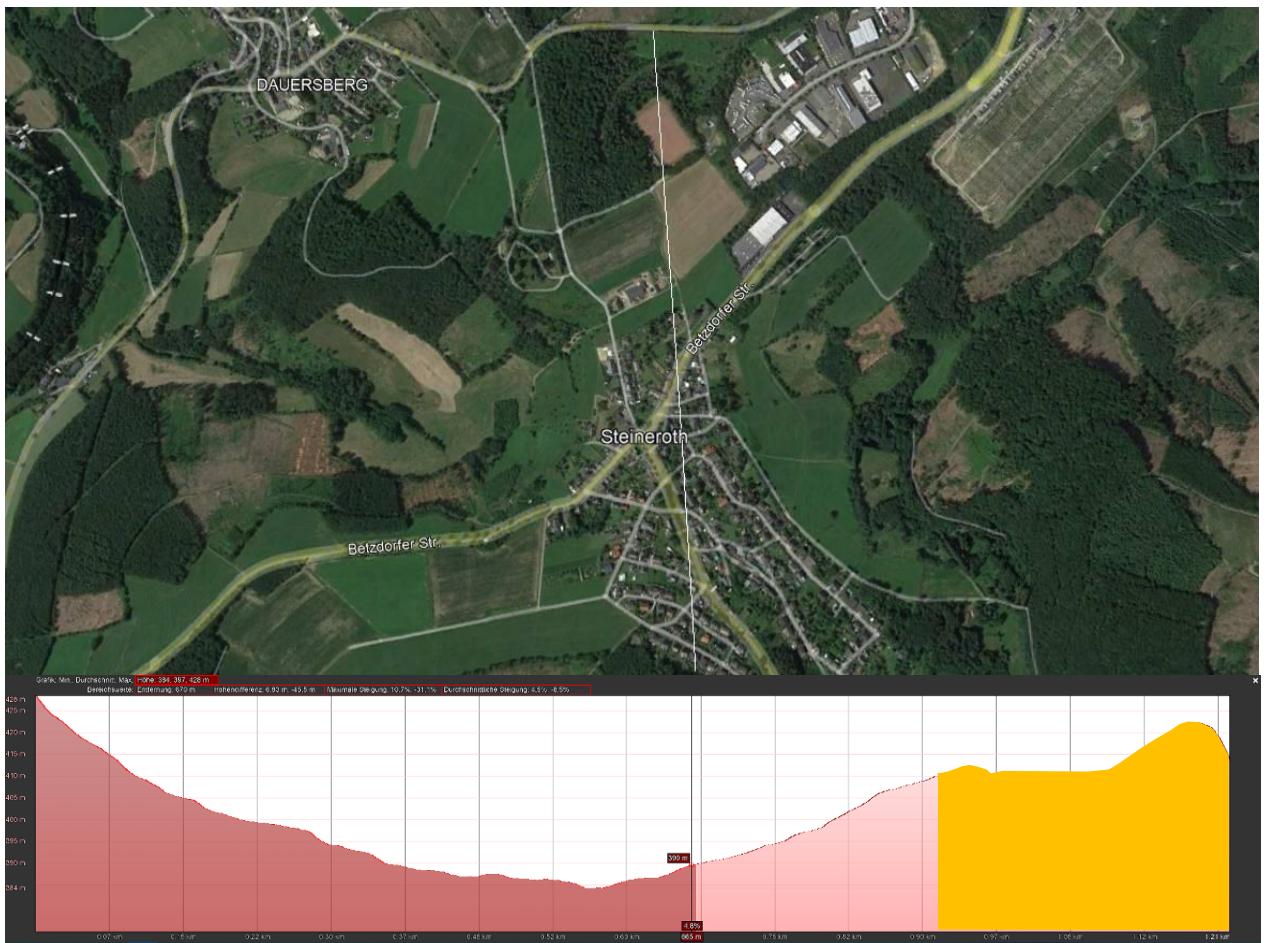 DAUERSBERG
Betzdorfer Str.
Steineroth
Betzdorfer Str.
Grafik: Min., Durchschnitt, Max. Höhe: 384, 397, 428 m
Bereichswerte: Entfernung: 670 m Höhendifferenz: 6.93 m, -45.5 m Maximale Steigung: 10.7%, -31.1% Durchschnittliche Steigung: 4.5%, -8.5%
428 m
425 m
420 m
415 m
410 m
405 m
400 m
395 m
390 m
390 m
384 m
4.8%
0.07 km 0.15 km 0.22 km 0.30 km 0.37 km 0.45 km 0.52 km 0.60 km 665 m 0.75 km 0.82 km 0.90 km 0.97 km 1.05 km 1.12 km 1.21 km